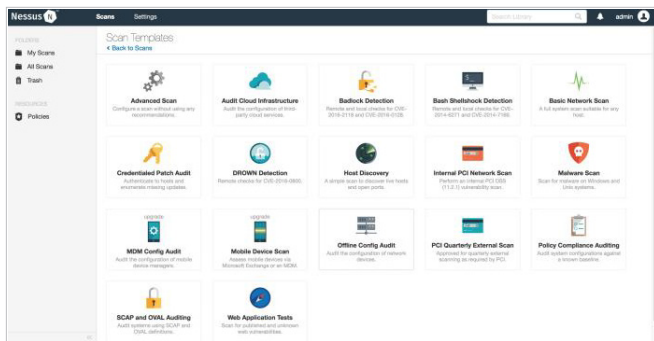 Nessus N
Scans Settings
Search Library
admin
FOLDERS
My Scans
All Scans
Trash
RESOURCES
Policies
Scan Templates
Back to Scans
Advanced Scan
Configure a scan without using any
recommendations.
Audit Cloud Infrastructure
Audit the configuration of third-
party cloud services.
Badlock Detection
Remote and local checks for CVE-
2016-2118 and CVE-2016-0128.
Bash Shellshock Detection
Remote and local checks for CVE-
2014-6271 and CVE-2014-7169.
Basic Network Scan
A full system scan suitable for any
host.
Credentialed Patch Audit
Authenticate to hosts and
enumerate missing updates.
DROWN Detection
Remote checks for CVE-2016-0800.
Host Discovery
A simple scan to discover live hosts
and open ports.
Internal PCI Network Scan
Perform an internal PCI DSS
(11.2.1) vulnerability scan.
Malware Scan
Scan for malware on Windows and
Unix systems.
upgrade
MDM Config Audit
Audit the configuration of mobile
device managers.
upgrade
Mobile Device Scan
Assess mobile devices via
Microsoft Exchange or an MDM.
Offline Config Audit
Audit the configuration of network
devices.
PCI Quarterly External Scan
Approved for quarterly external
scanning as required by PCI.
Policy Compliance Auditing
Audit system configurations against
a known baseline.
SCAP and OVAL Auditing
Audit systems using SCAP and
OVAL definitions.
Web Application Tests
Scan for published and unknown
web vulnerabilities.